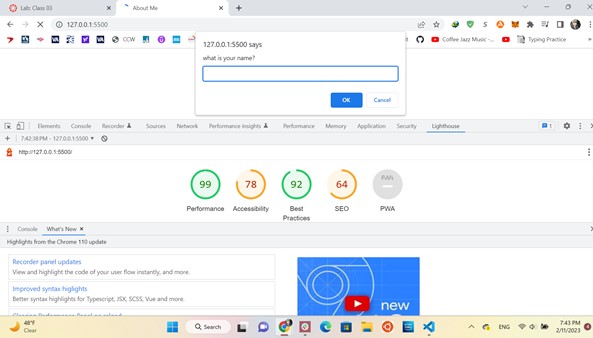 Lab: Class 03
About Me
127.0.0.1:5500
CCW
Coffee Jazz Music -...
Typing Practice
127.0.0.1:5500 says
what is your name?
OK
Cancel
Elements
Console
Recorder
Sources
Network
Performance insights
Performance
Memory
Application
Security
Lighthouse
1
7:42:38 PM - 127.0.0.1:5500
http://127.0.0.1:5500/
99
78
92
64
PWA
Performance
Accessibility
Best
Practices
SEO
PWA
Console
What's New
Highlights from the Chrome 110 update
Recorder panel updates
View and highlight the code of your user flow instantly, and more.
Improved syntax higlights
Better syntax highlights for Typescript, JSX, SCSS, Vue and more.
new
48°F
Clear
Search
ENG
7:43 PM
2/11/2023